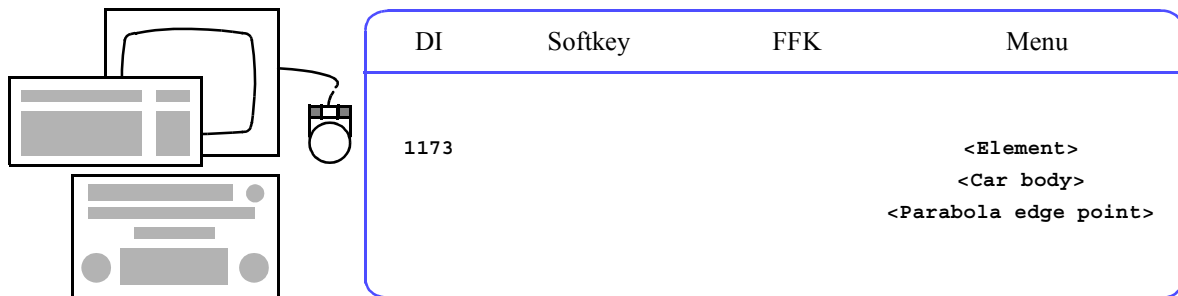 DI Softkey FFK Menu
1173 <Element>
<Car body>
<Parabola edge point>